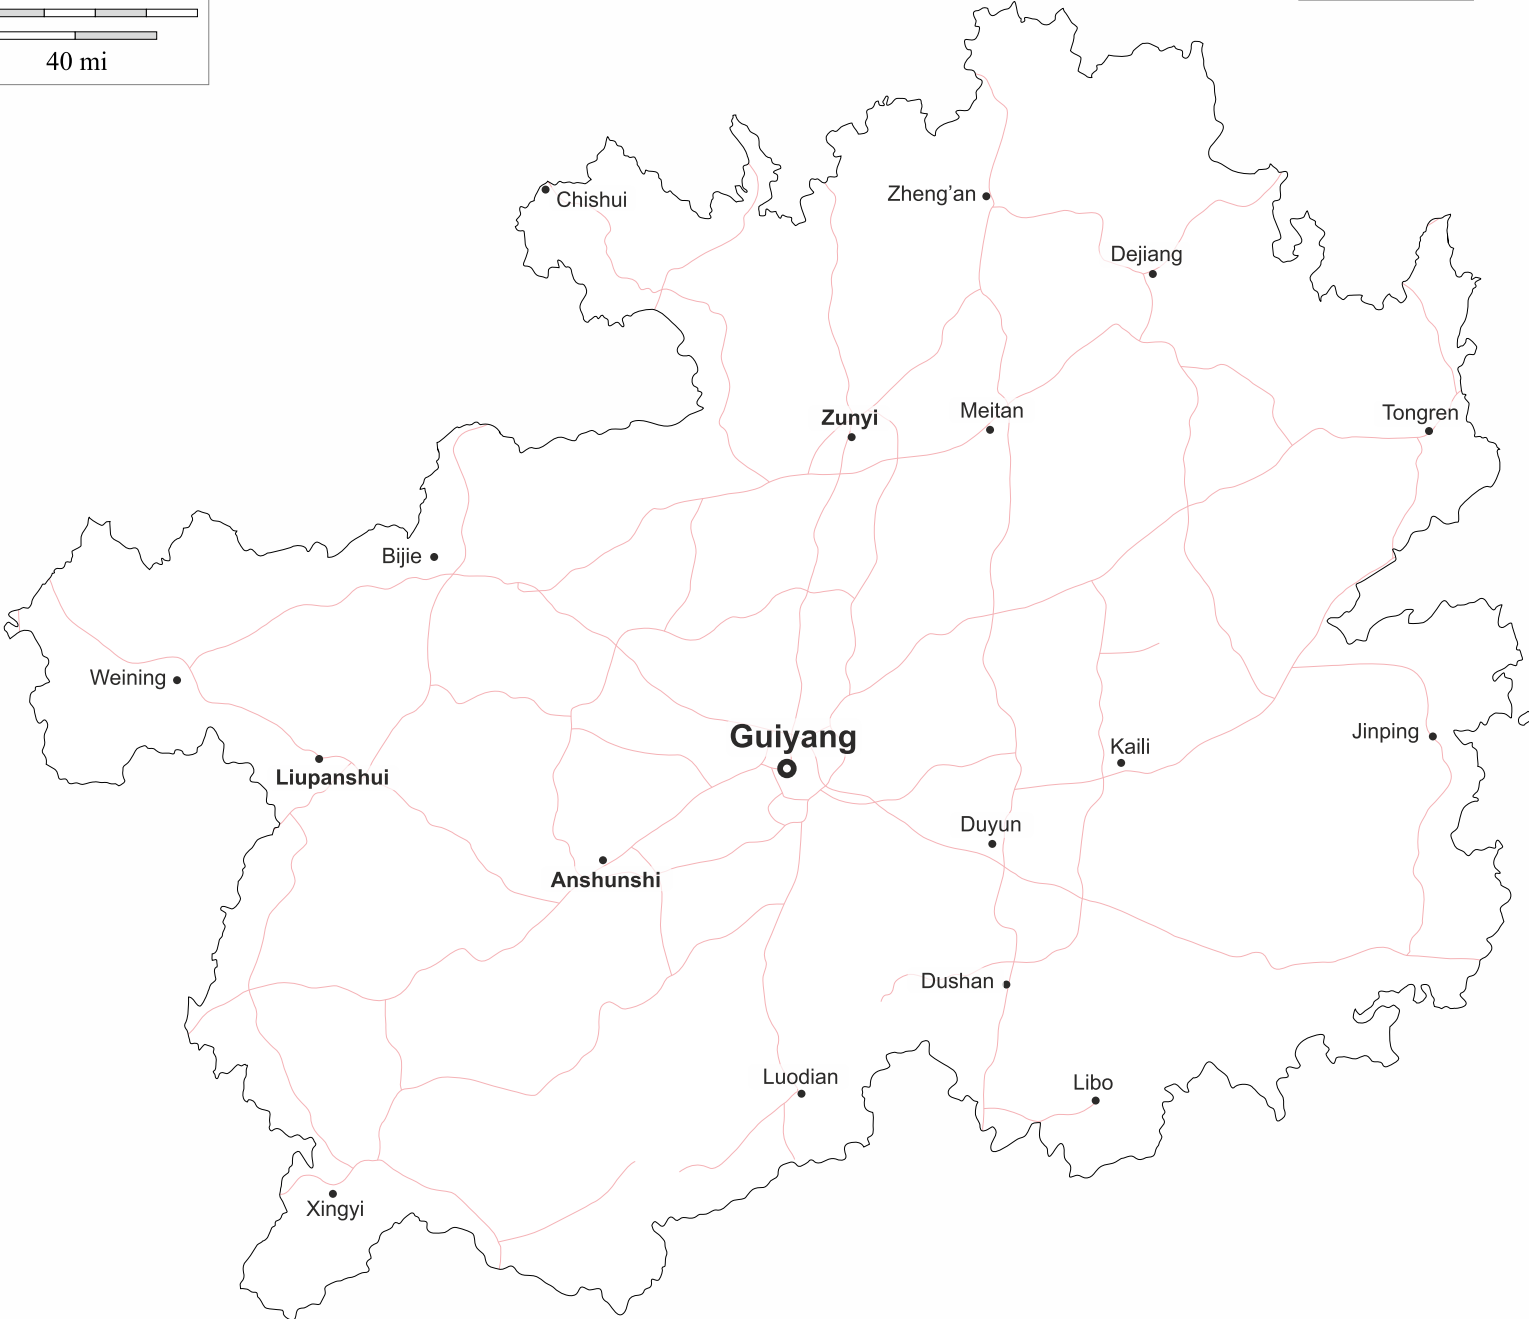 40 mi
Chishui
Zheng’an
Dejiang
Zunyi
Meitan
Tongren
Bijie
Weining
Guiyang
Jinping
Kaili
Liupanshui
Duyun
Anshunshi
Dushan
Luodian
Libo
Xingyi